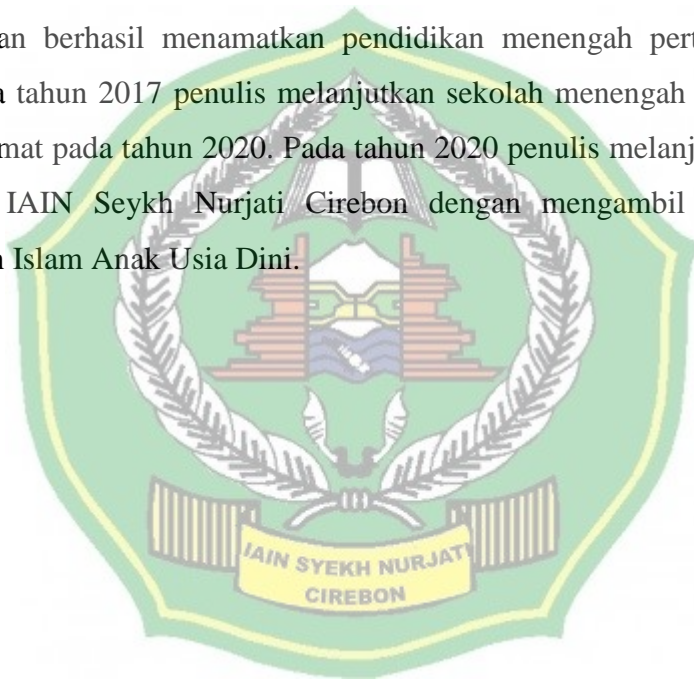 an berhasil menamatkan pendidikan menengah pert
tahun 2017 penulis melanjutkan sekolah menengah
mat pada tahun 2020. Pada tahun 2020 penulis melanj
IAIN Seykh Nurjati Cirebon dengan mengambil
Islam Anak Usia Dini.
IAIN SYEKH NURJATI
CIREBON